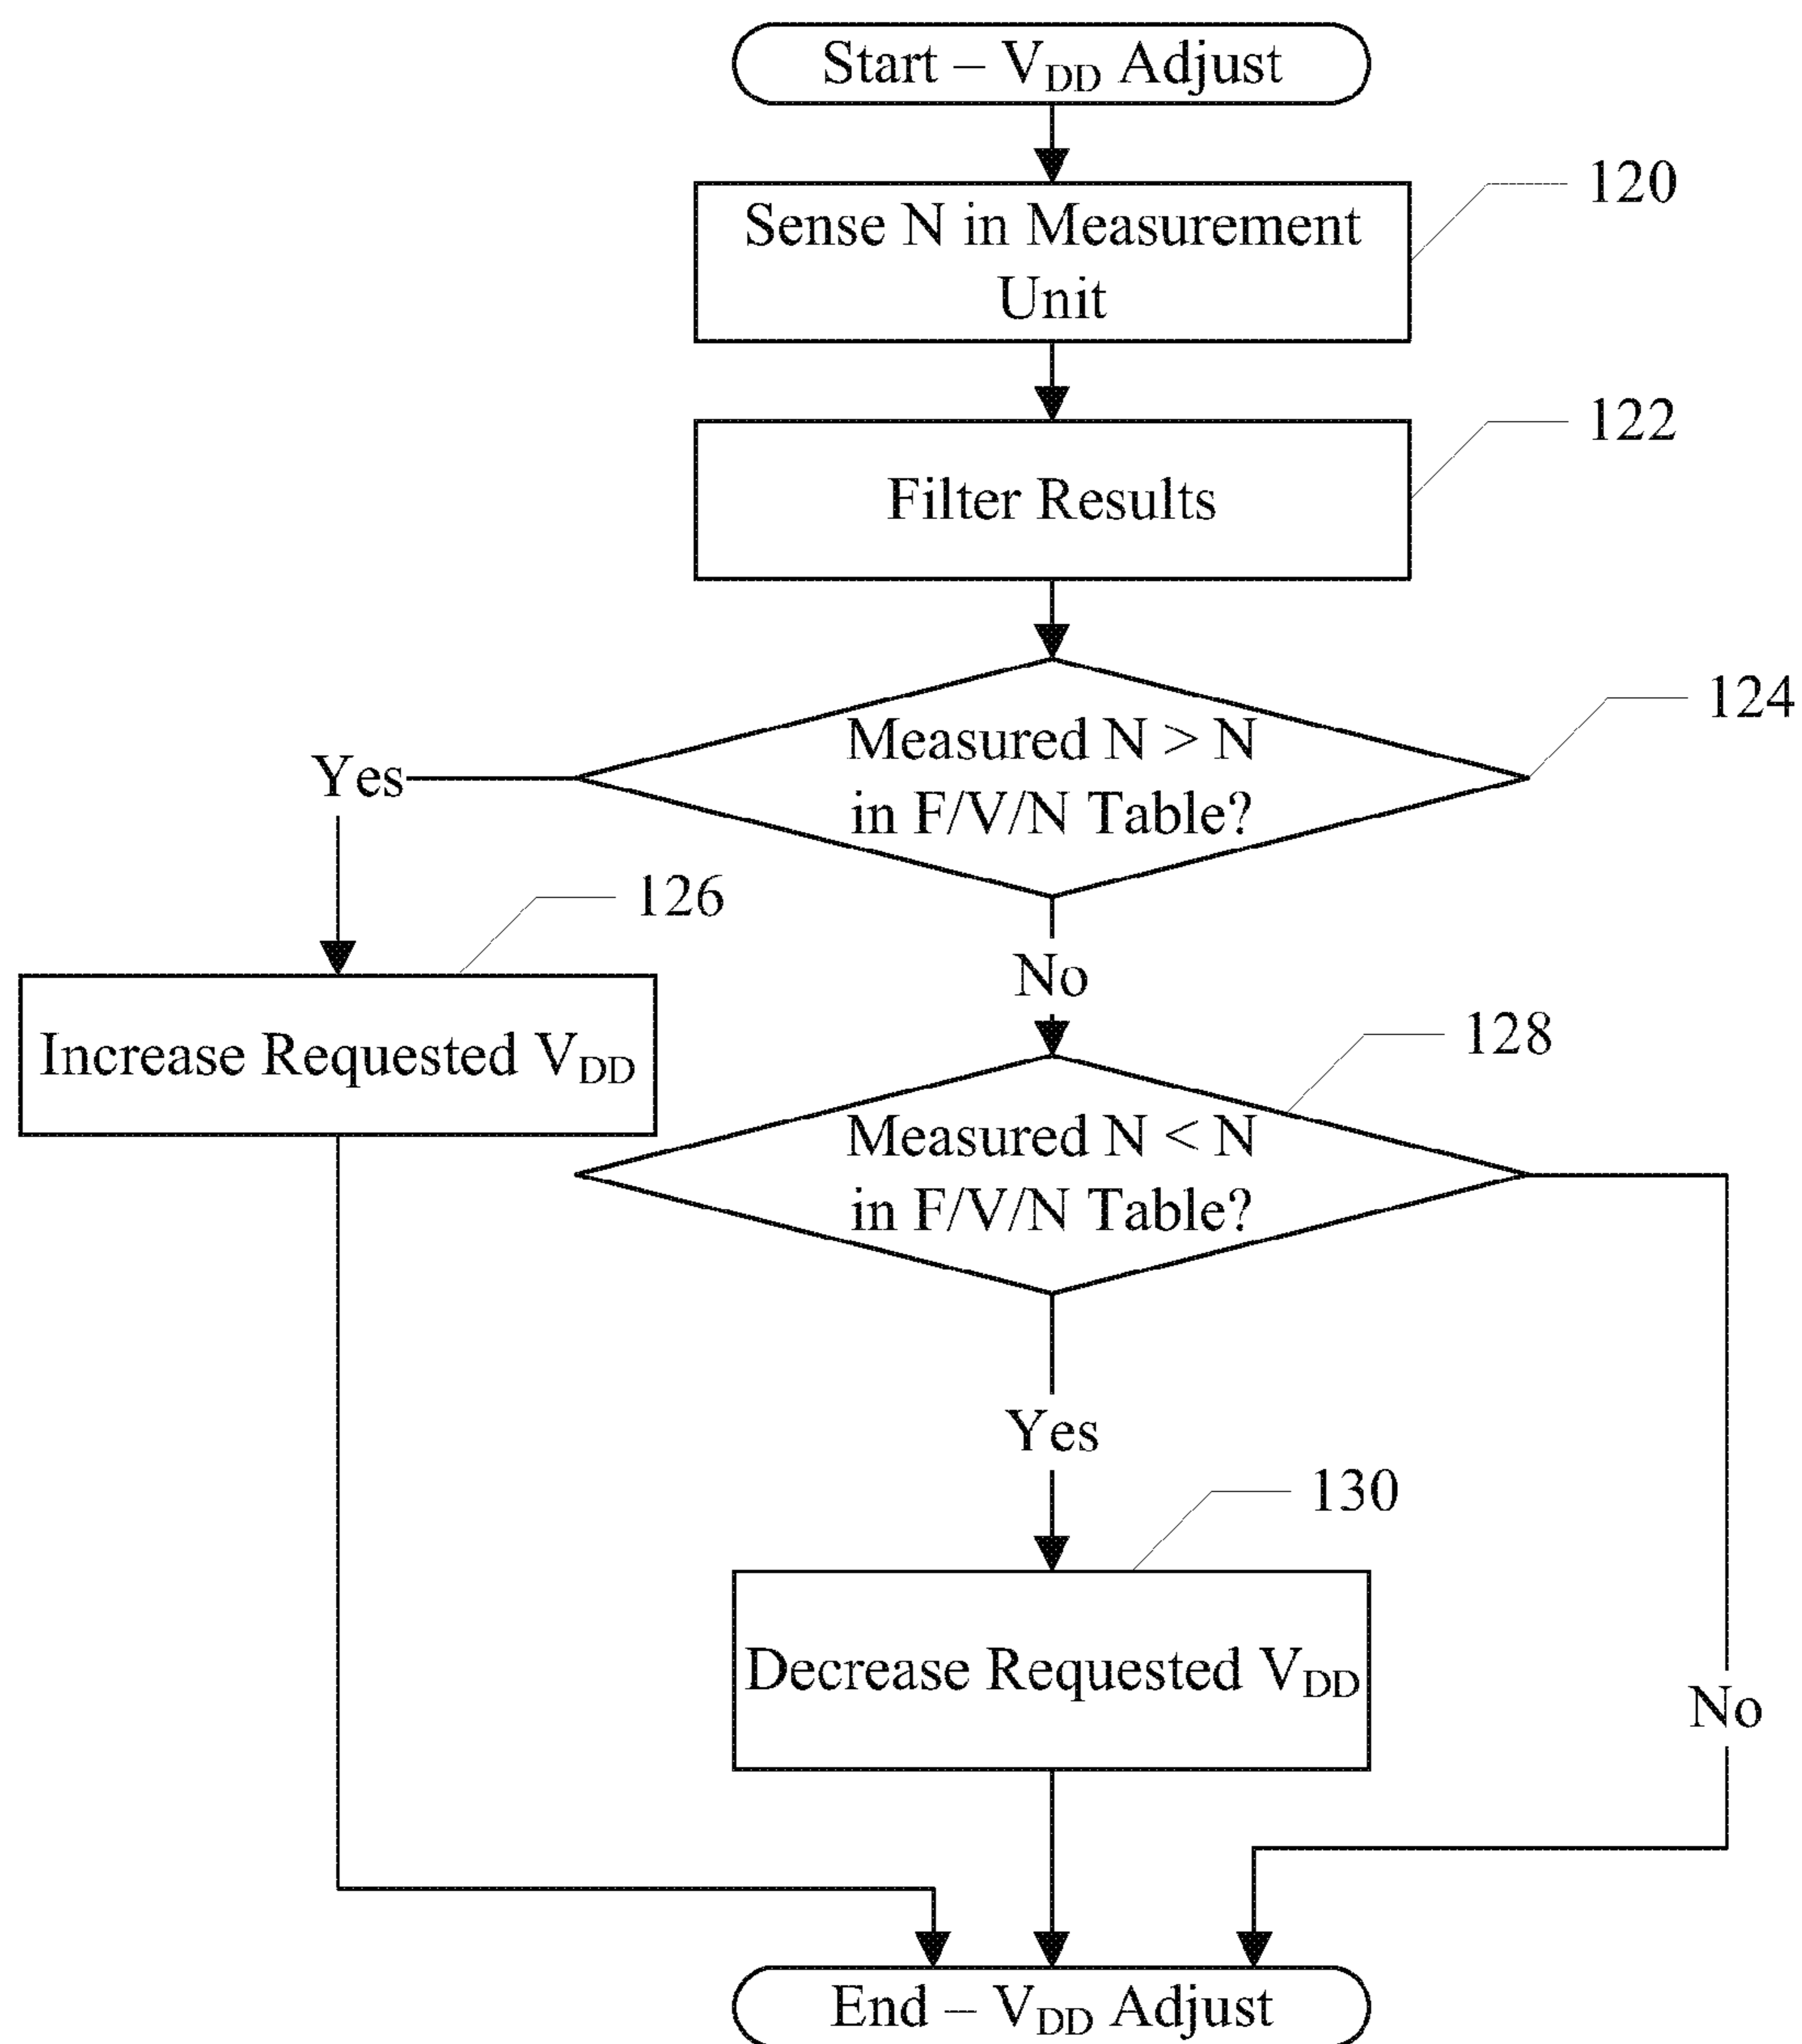 Start – V_DD Adjust
120
Sense N in Measurement
Unit
122
Filter Results
124
Measured N > N
in F/V/N Table?
Yes
126
Increase Requested V_DD
No
128
Measured N < N
in F/V/N Table?
Yes
130
Decrease Requested V_DD
No
End – V_DD Adjust